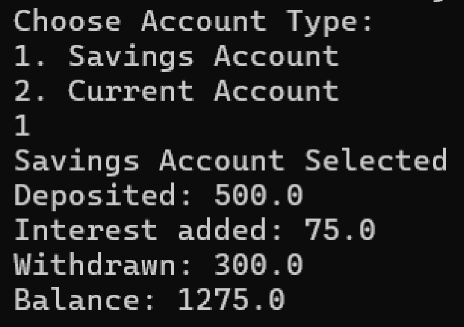 Choose Account Type:
1. Savings Account
2. Current Account
1
Savings Account Selected
Deposited: 500.0
Interest added: 75.0
Withdrawn: 300.0
Balance: 1275.0